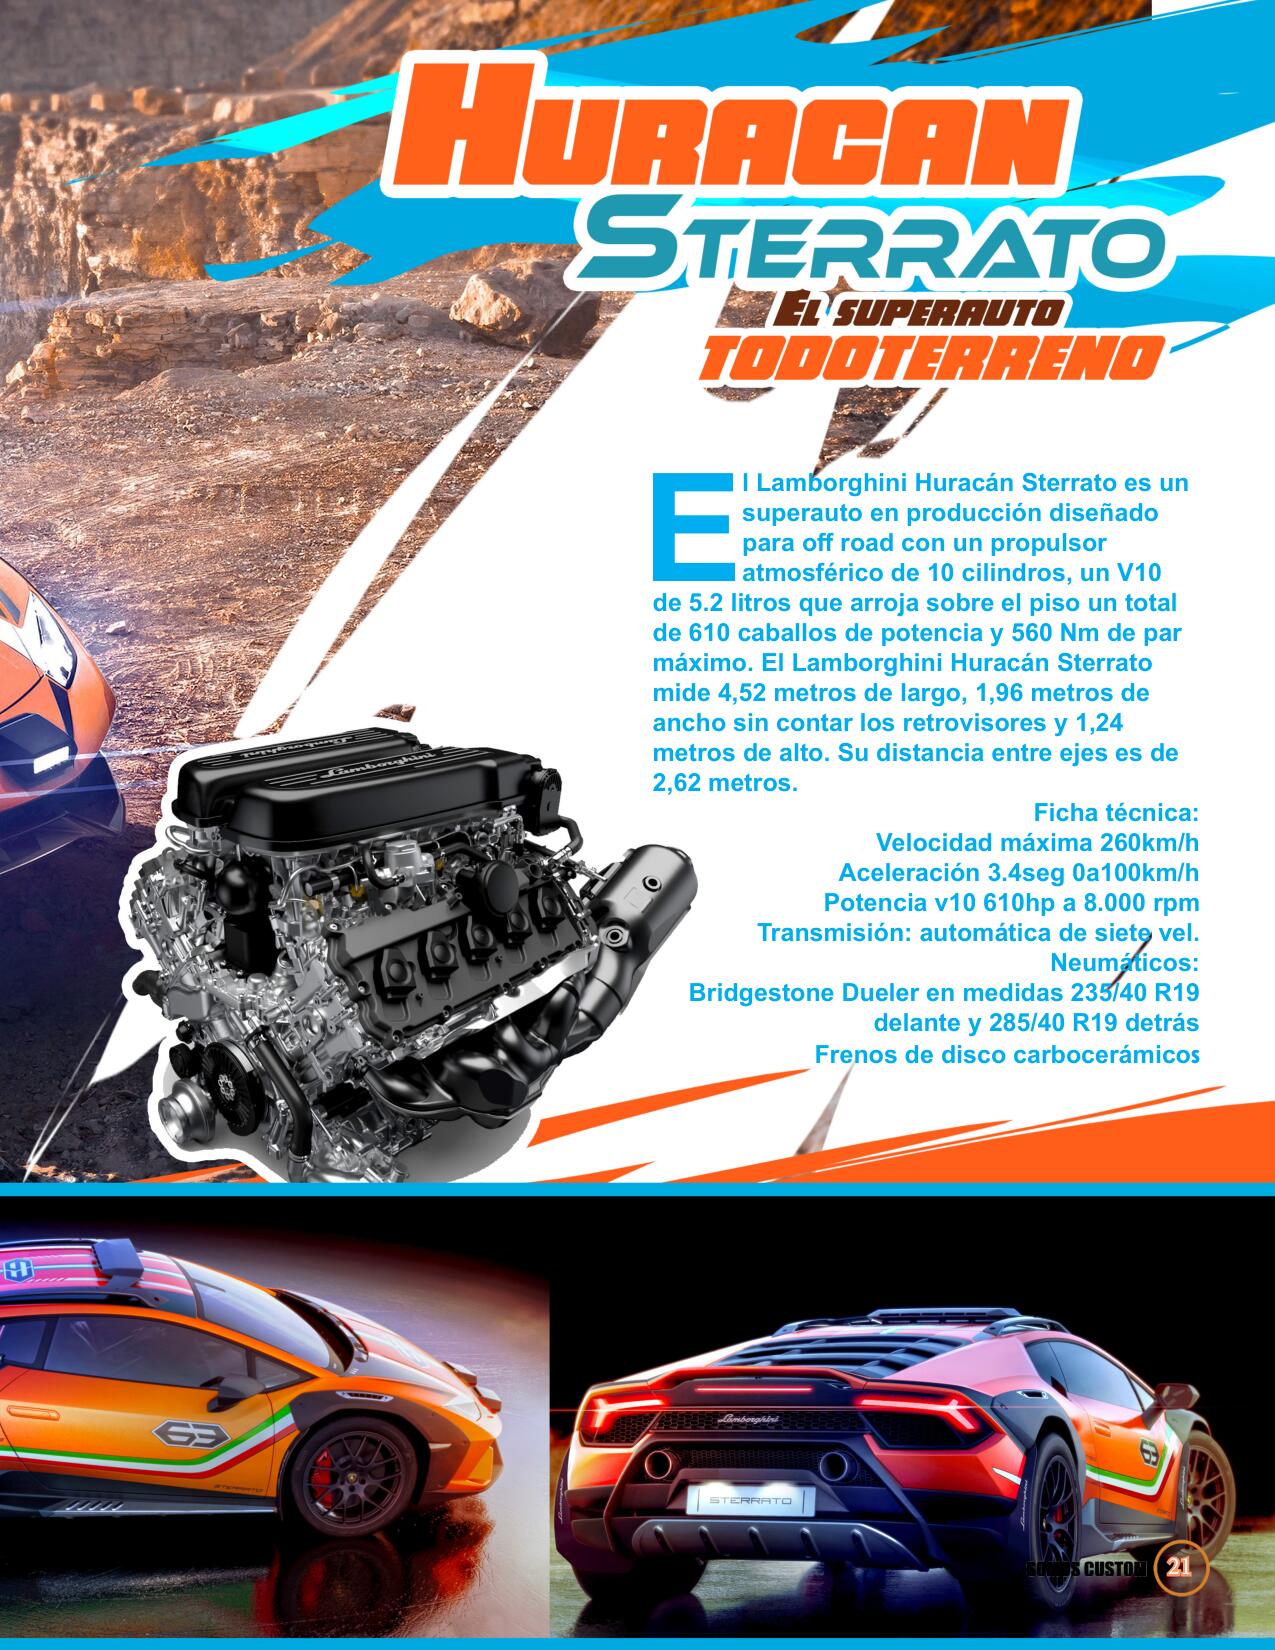 HURACAN
STERRATO
EL SUPERAUTO
TODOTERRENO
El Lamborghini Huracán Sterrato es un
superauto en producción diseñado
para off road con un propulsor
atmosférico de 10 cilindros, un V10
de 5.2 litros que arroja sobre el piso un total
de 610 caballos de potencia y 560 Nm de par
máximo. El Lamborghini Huracán Sterrato
mide 4,52 metros de largo, 1,96 metros de
ancho sin contar los retrovisores y 1,24
metros de alto. Su distancia entre ejes es de
2,62 metros.
Ficha técnica:
Velocidad máxima 260km/h
Aceleración 3.4seg 0a100km/h
Potencia v10 610hp a 8.000 rpm
Transmisión: automática de siete vel.
Neumáticos:
Bridgestone Dueler en medidas 235/40 R19
delante y 285/40 R19 detrás
Frenos de disco carbocerámicos
Lamborghini
Lamborghini
63
STERRATO
Lamborghini
STERRATO
63
Lamborghini
Lamborghini
SOMOS CUSTOM 21